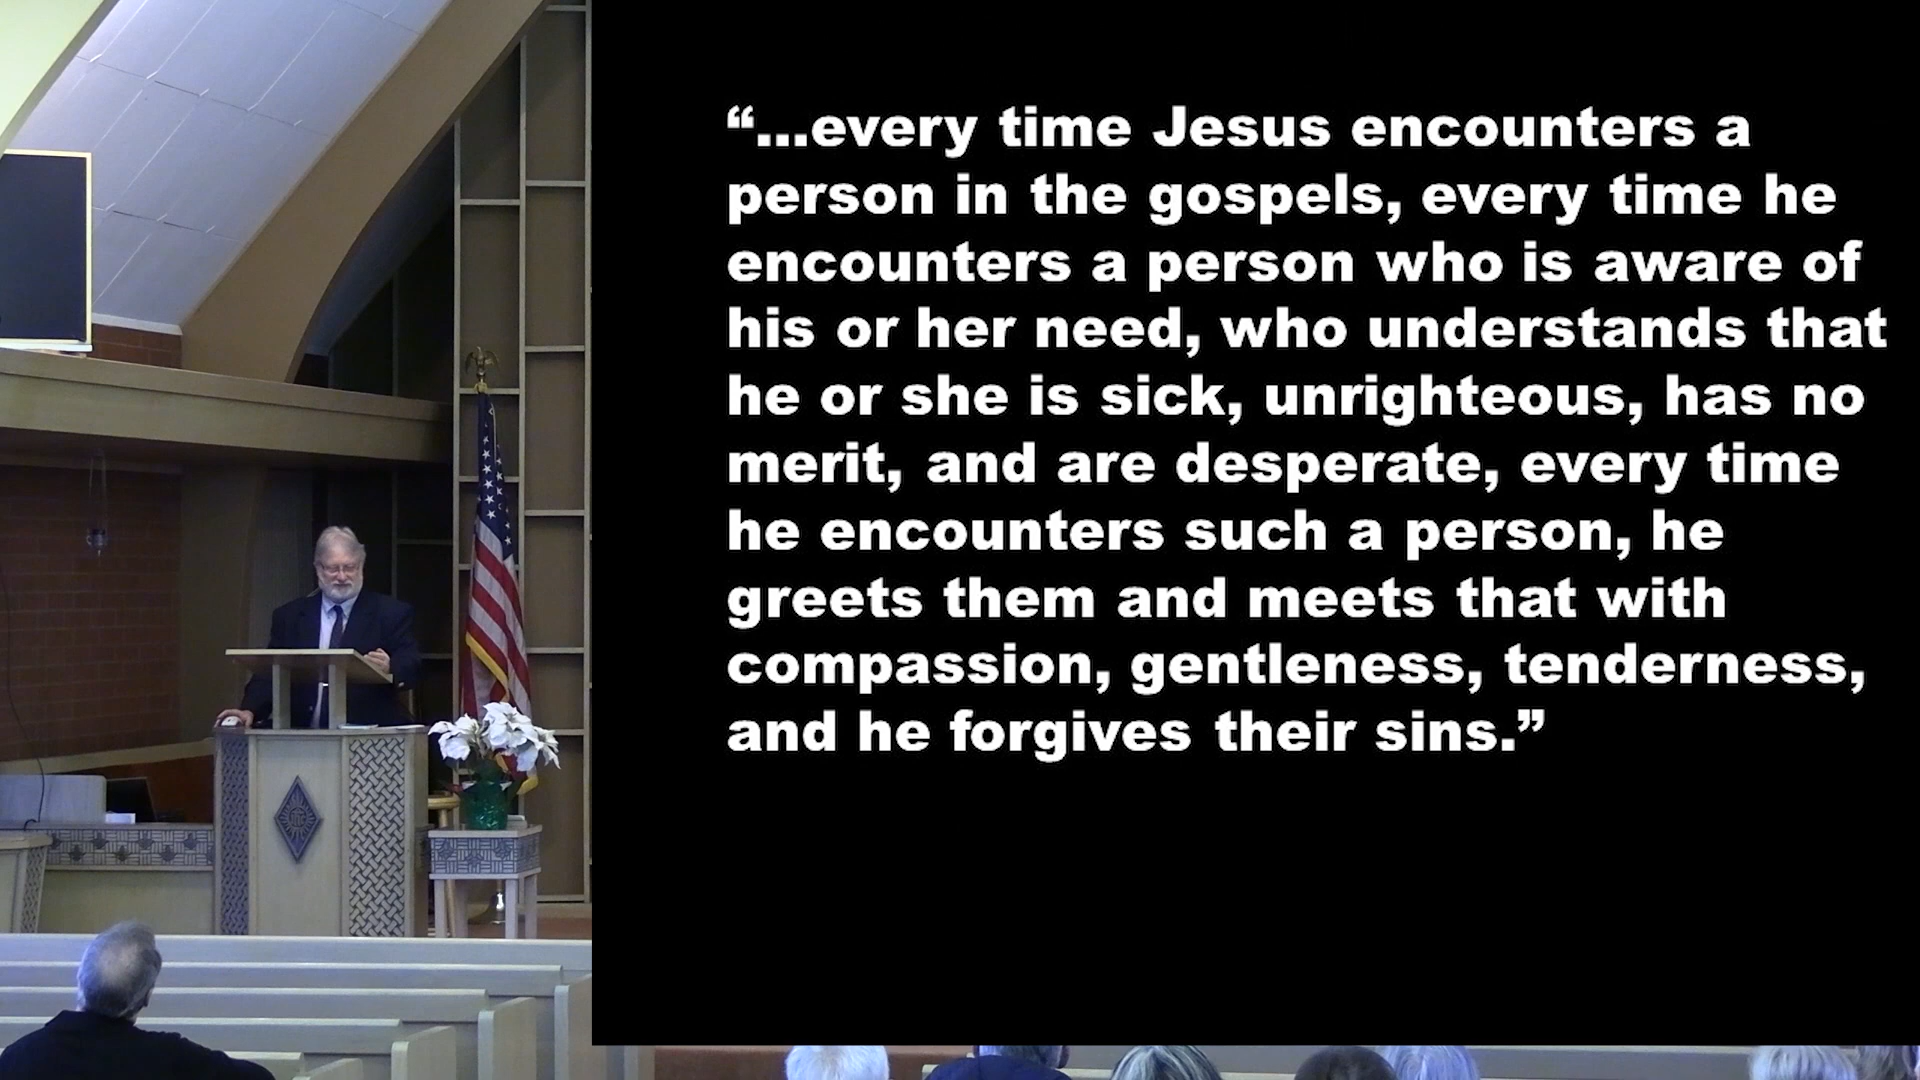 “...every time Jesus encounters a
person in the gospels, every time he
encounters a person who is aware of
his or her need, who understands that
he or she is sick, unrighteous, has no
merit, and are desperate, every time
he encounters such a person, he
greets them and meets that with
compassion, gentleness, tenderness,
and he forgives their sins.”